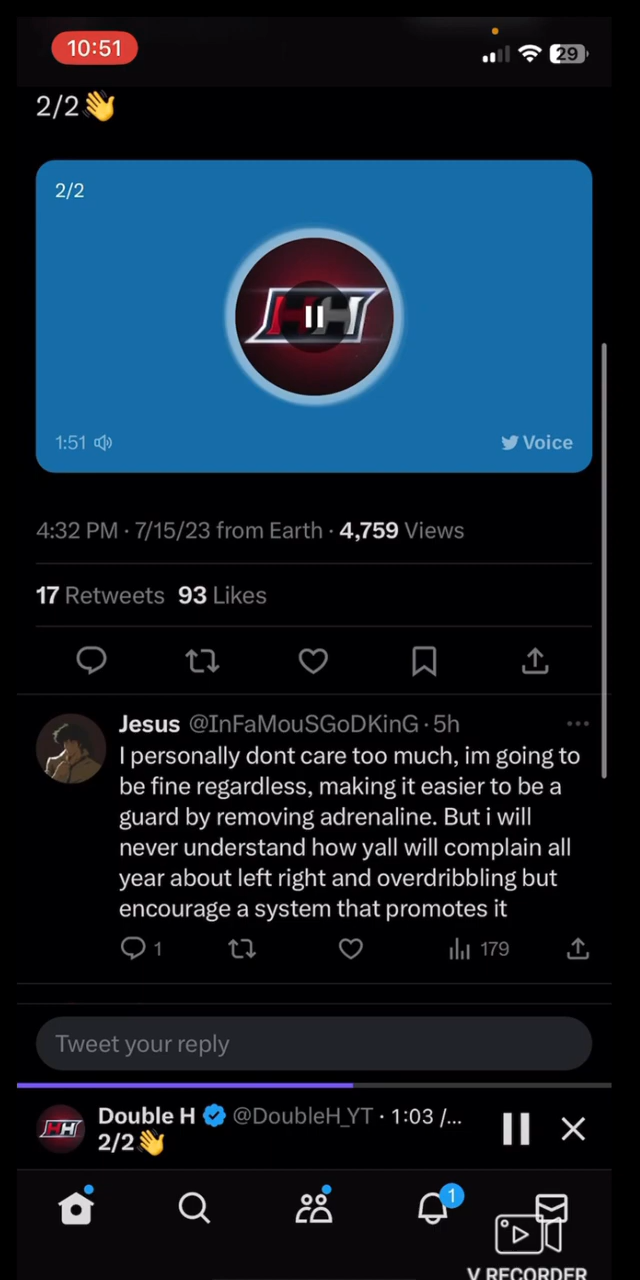 10:51
29
2/2👋
2/2
HH
1:51
Voice
4:32 PM · 7/15/23 from Earth · 4,759 Views
17 Retweets 93 Likes
Jesus @InFaMouSGoDKinG · 5h
I personally dont care too much, im going to
be fine regardless, making it easier to be a
guard by removing adrenaline. But i will
never understand how yall will complain all
year about left right and overdribbling but
encourage a system that promotes it
1
179
Tweet your reply
HH
Double H @DoubleH_YT · 1:03 /...
2/2👋
1
V RECORDER